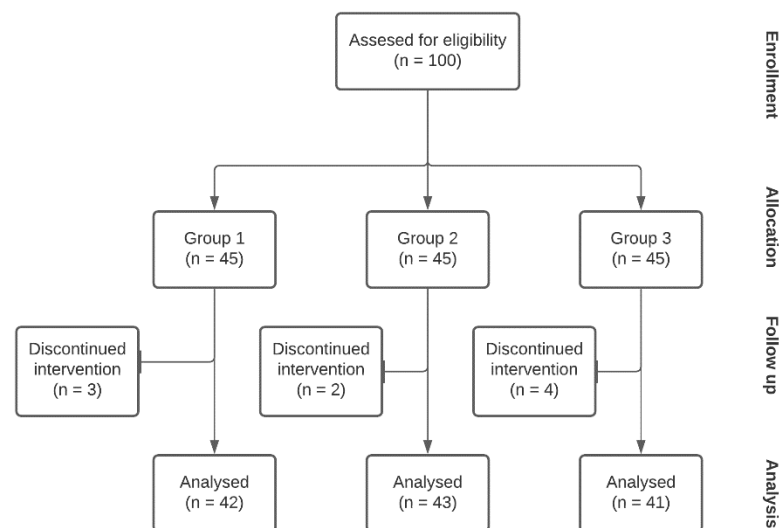 Assesed for eligibility
(n = 100)
Enrollment
Group 1
(n = 45)
Group 2
(n = 45)
Group 3
(n = 45)
Allocation
Discontinued
intervention
(n = 3)
Discontinued
intervention
(n = 2)
Discontinued
intervention
(n = 4)
Follow up
Analysed
(n = 42)
Analysed
(n = 43)
Analysed
(n = 41)
Analysis